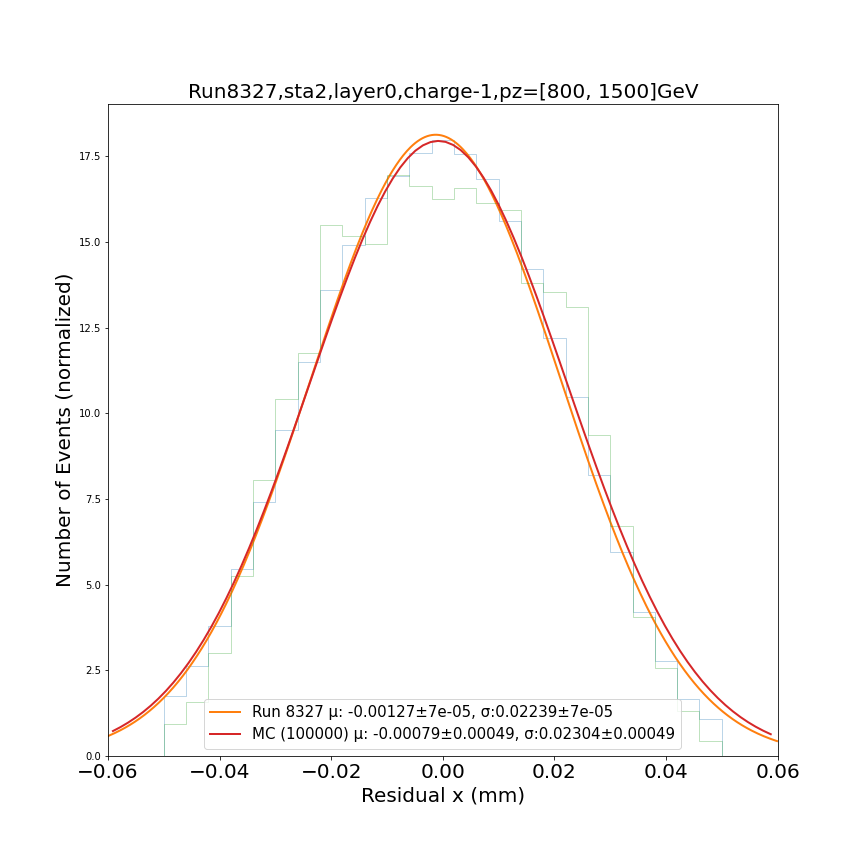 Run8327,sta2,layer0,charge-1,pz=[800, 1500]GeV
Number of Events (normalized)
17.5
15.0
12.5
10.0
7.5
5.0
2.5
0.0
Run 8327 μ: -0.00127±7e-05, σ:0.02239±7e-05
MC (100000) μ: -0.00079±0.00049, σ:0.02304±0.00049
−0.06 −0.04 −0.02 0.00 0.02 0.04 0.06
Residual x (mm)